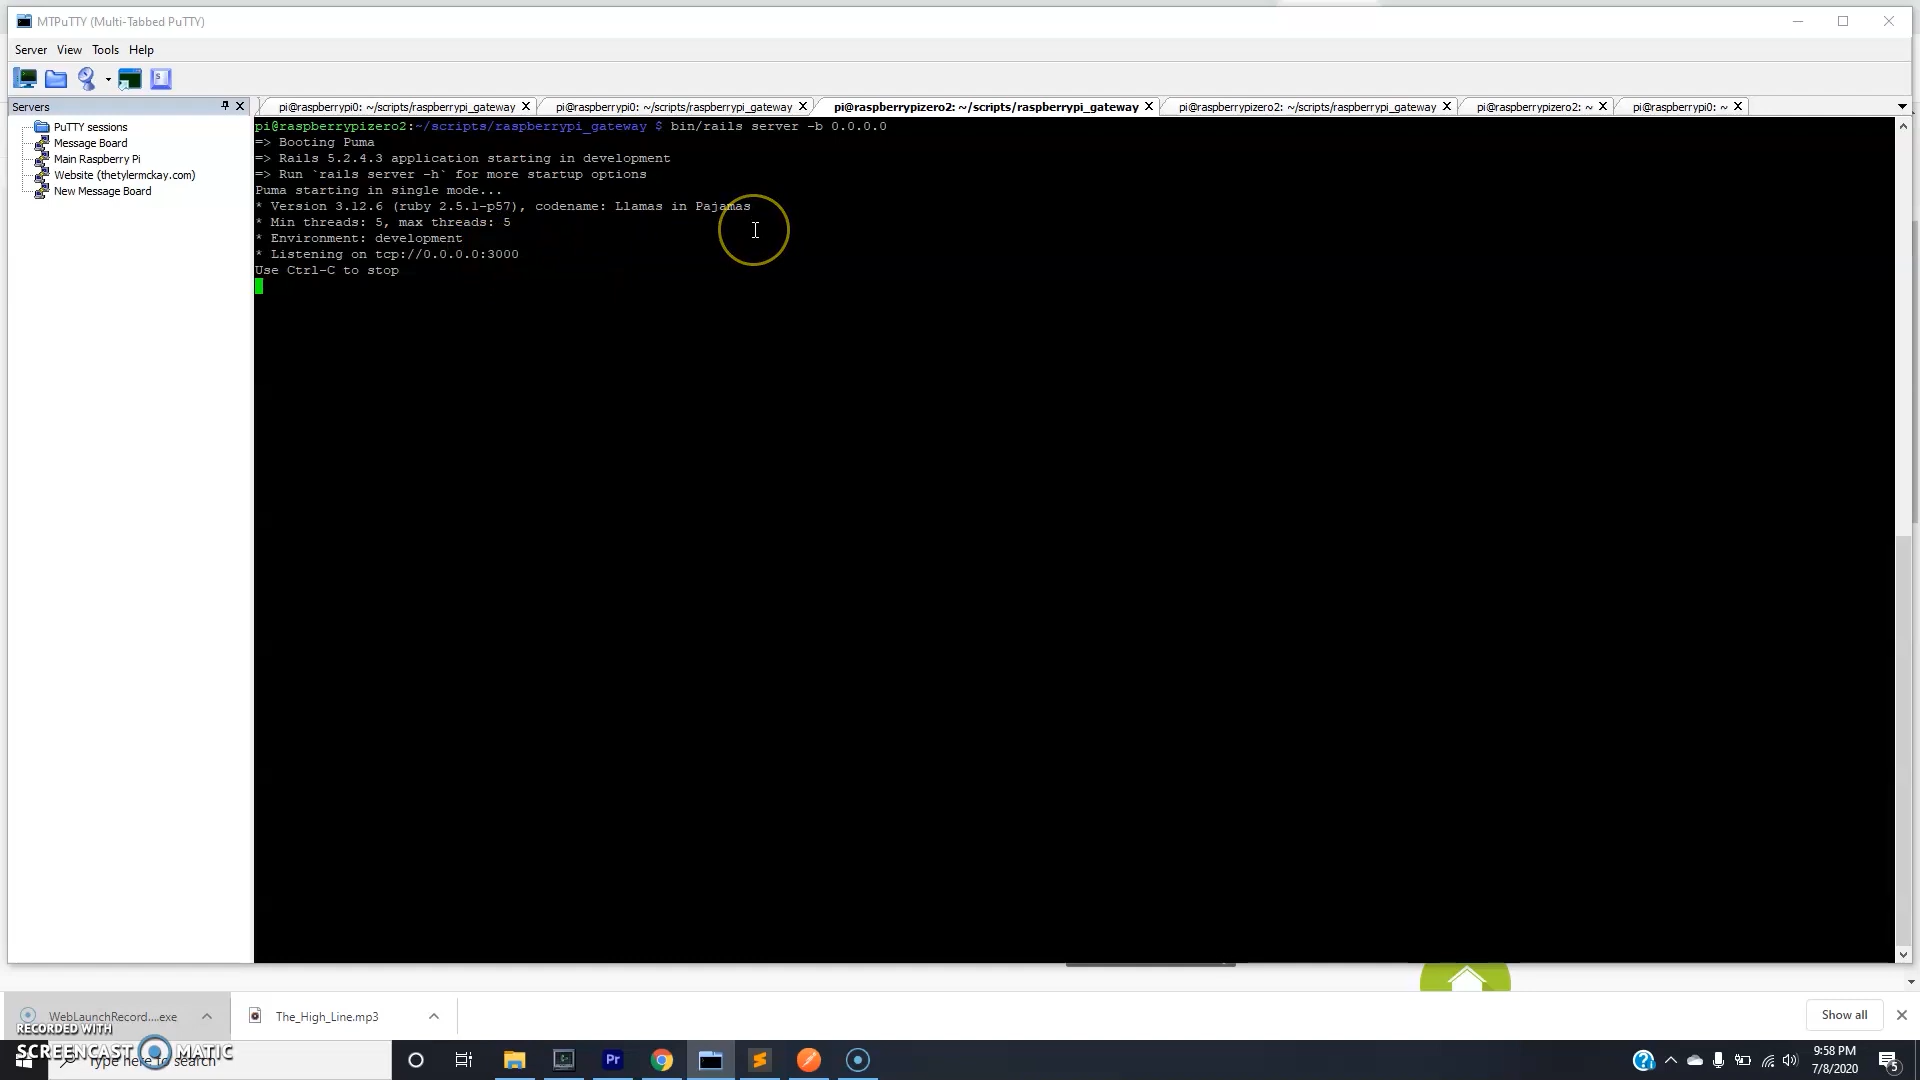 MTPuTTY (Multi-Tabbed PuTTY)
Server View Tools Help
Servers
pi@raspberrypi0: ~/scripts/raspberrypi_gateway
pi@raspberrypi0: ~/scripts/raspberrypi_gateway
pi@raspberrypizero2: ~/scripts/raspberrypi_gateway
pi@raspberrypizero2: ~/scripts/raspberrypi_gateway
pi@raspberrypizero2: ~
pi@raspberrypi0: ~
PuTTY sessions
Message Board
Main Raspberry Pi
Website (thetylermckay.com)
New Message Board
pi@raspberrypizero2:~/scripts/raspberrypi_gateway $ bin/rails server -b 0.0.0.0
=> Booting Puma
=> Rails 5.2.4.3 application starting in development
=> Run `rails server -h` for more startup options
Puma starting in single mode...
* Version 3.12.6 (ruby 2.5.1-p57), codename: Llamas in Pajamas
* Min threads: 5, max threads: 5
* Environment: development
* Listening on tcp://0.0.0.0:3000
Use Ctrl-C to stop
WebLaunchRecord....exe
The_High_Line.mp3
Show all
RECORDED WITH
SCREENCAST MATIC
Type here to search
Pr
9:58 PM
7/8/2020
5